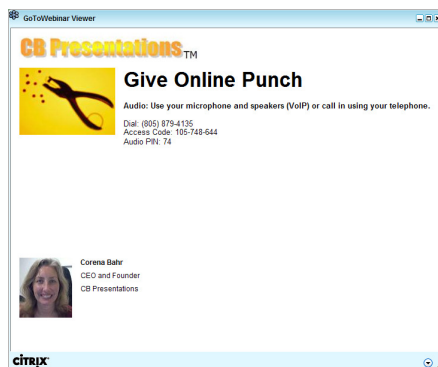 GoToWebinar Viewer
CB Presentations™
Give Online Punch
Audio: Use your microphone and speakers (VoIP) or call in using your telephone.
Dial: (805) 879-4135
Access Code: 105-748-644
Audio PIN: 74
Corena Bahr
CEO and Founder
CB Presentations
CITRIX